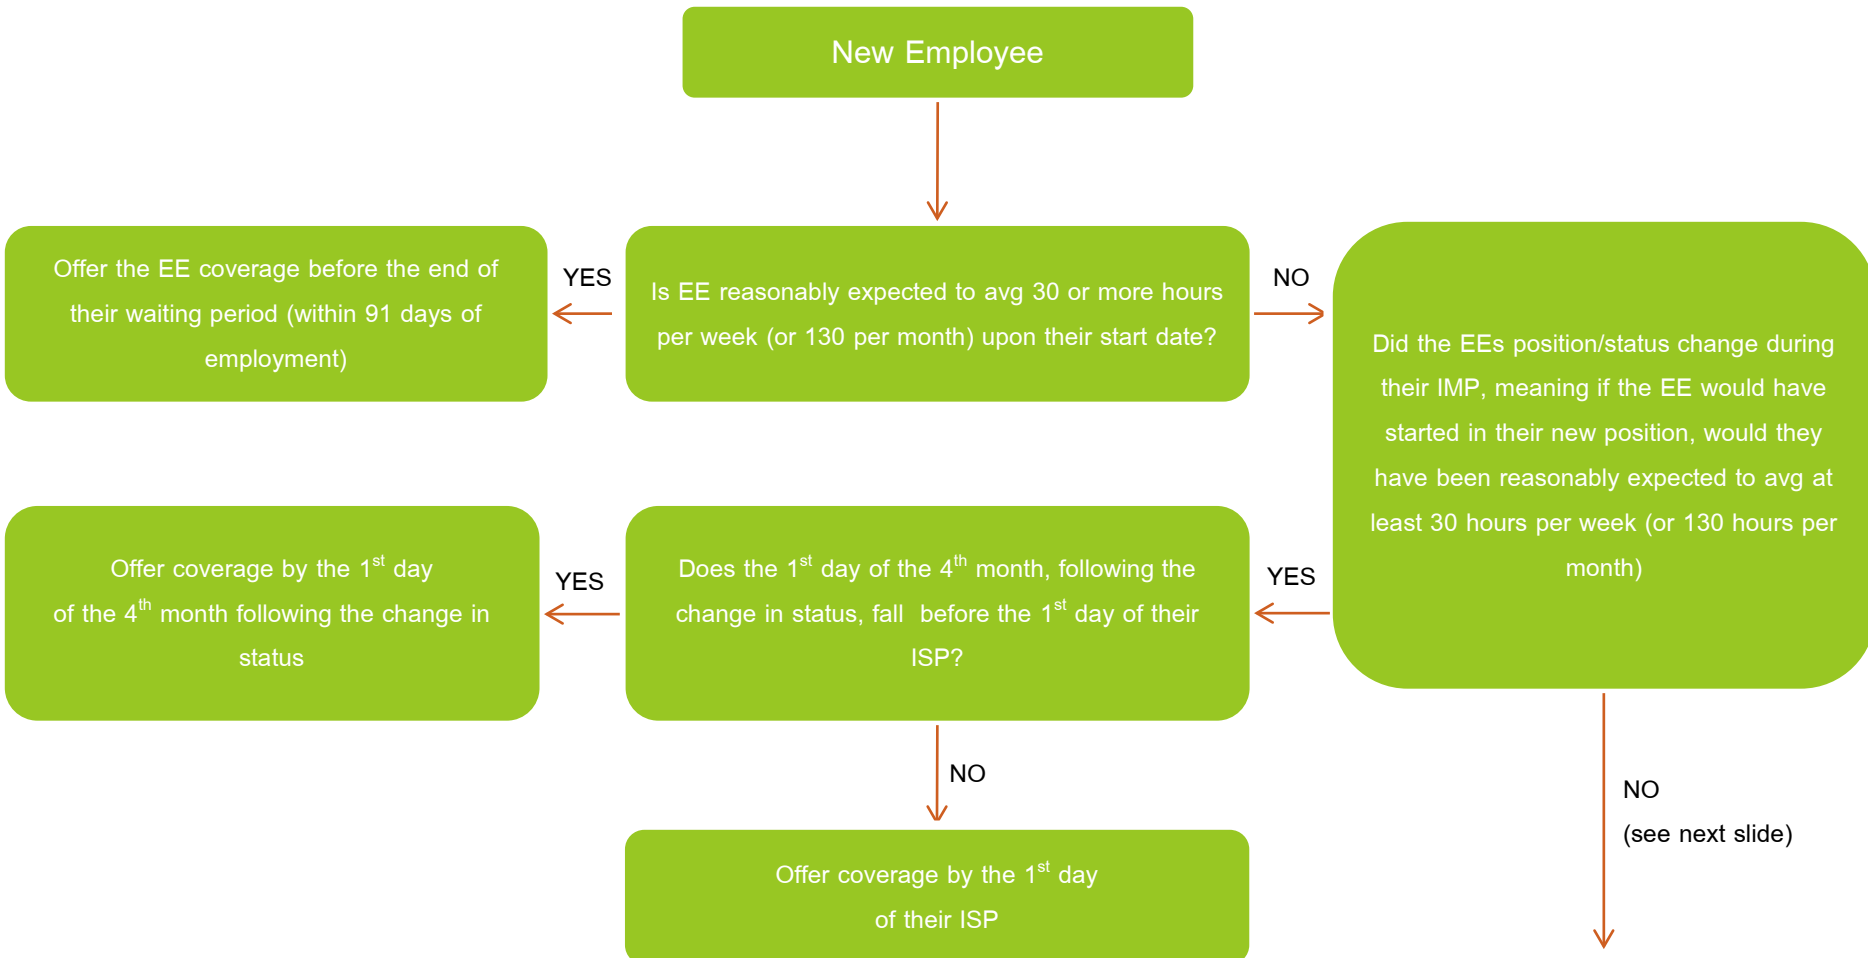 New Employee
Offer the EE coverage before the end of
their waiting period (within 91 days of
employment)
YES
Is EE reasonably expected to avg 30 or more hours
per week (or 130 per month) upon their start date?
NO
Did the EEs position/status change during
their IMP, meaning if the EE would have
started in their new position, would they
have been reasonably expected to avg at
least 30 hours per week (or 130 hours per
month)
YES
Does the 1st day of the 4th month, following the
change in status, fall  before the 1st day of their
ISP?
YES
Offer coverage by the 1st day
of the 4th month following the change in
status
NO
Offer coverage by the 1st day
of their ISP
NO
(see next slide)